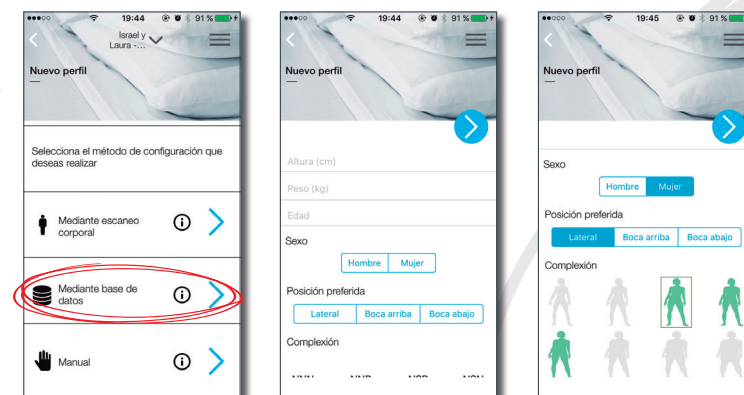 19:44
91 %
Israel y
Laura -...
Nuevo perfil
Selecciona el método de configuración que
deseas realizar
Mediante escaneo
corporal
Mediante base de
datos
Manual
19:44
91 %
Nuevo perfil
Altura (cm)
Peso (kg)
Edad
Sexo
Hombre Mujer
Posición preferida
Lateral Boca arriba Boca abajo
Complexión
19:45
91 %
Nuevo perfil
Sexo
Hombre Mujer
Posición preferida
Lateral Boca arriba Boca abajo
Complexión